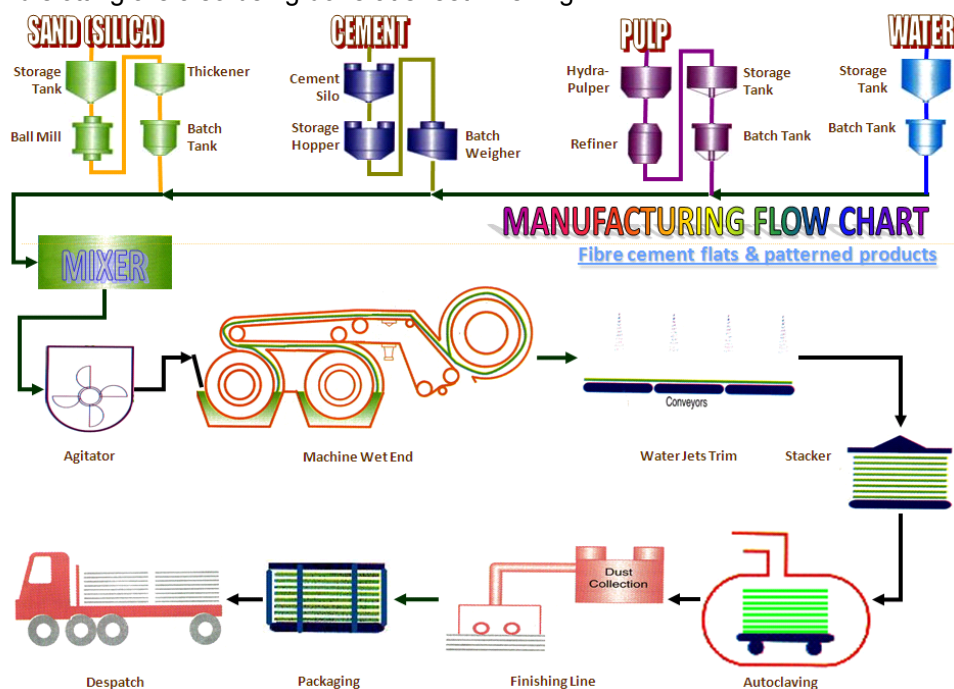 SAND (SILICA)
CEMENT
PULP
WATER
Storage
Tank
Thickener
Ball Mill
Batch
Tank
Cement
Silo
Storage
Hopper
Batch
Weigher
Hydra-
Pulper
Storage
Tank
Refiner
Batch Tank
Storage
Tank
Batch Tank
MANUFACTURING FLOW CHART
Fibre cement flats & patterned products
MIXER
Conveyors
Agitator
Machine Wet End
Water Jets Trim
Stacker
Dust
Collection
Despatch
Packaging
Finishing Line
Autoclaving